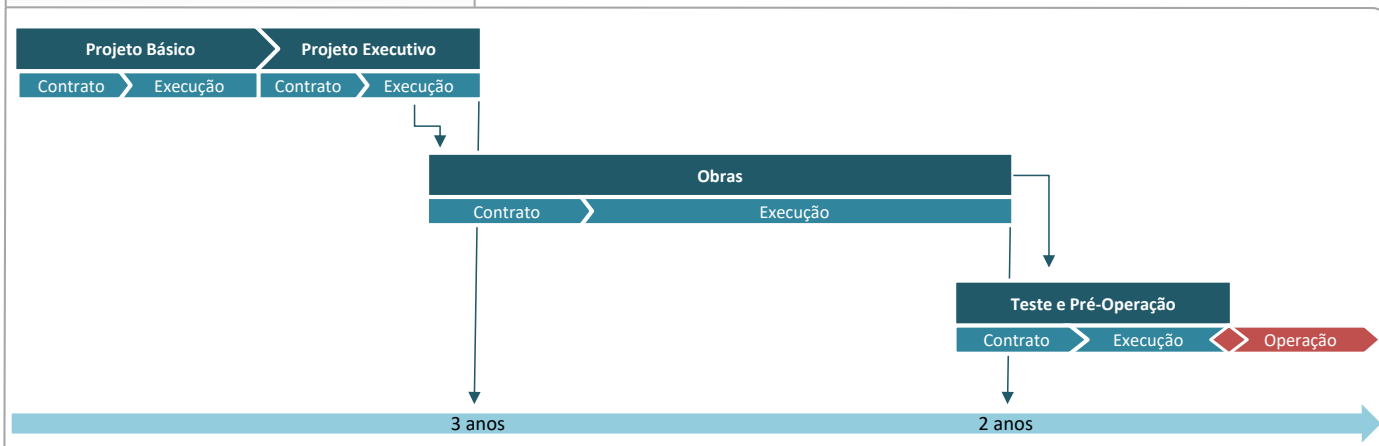 Projeto Básico
Projeto Executivo
Contrato
Execução
Contrato
Execução
Obras
Contrato
Execução
Teste e Pré-Operação
Contrato
Execução
Operação
3 anos
2 anos